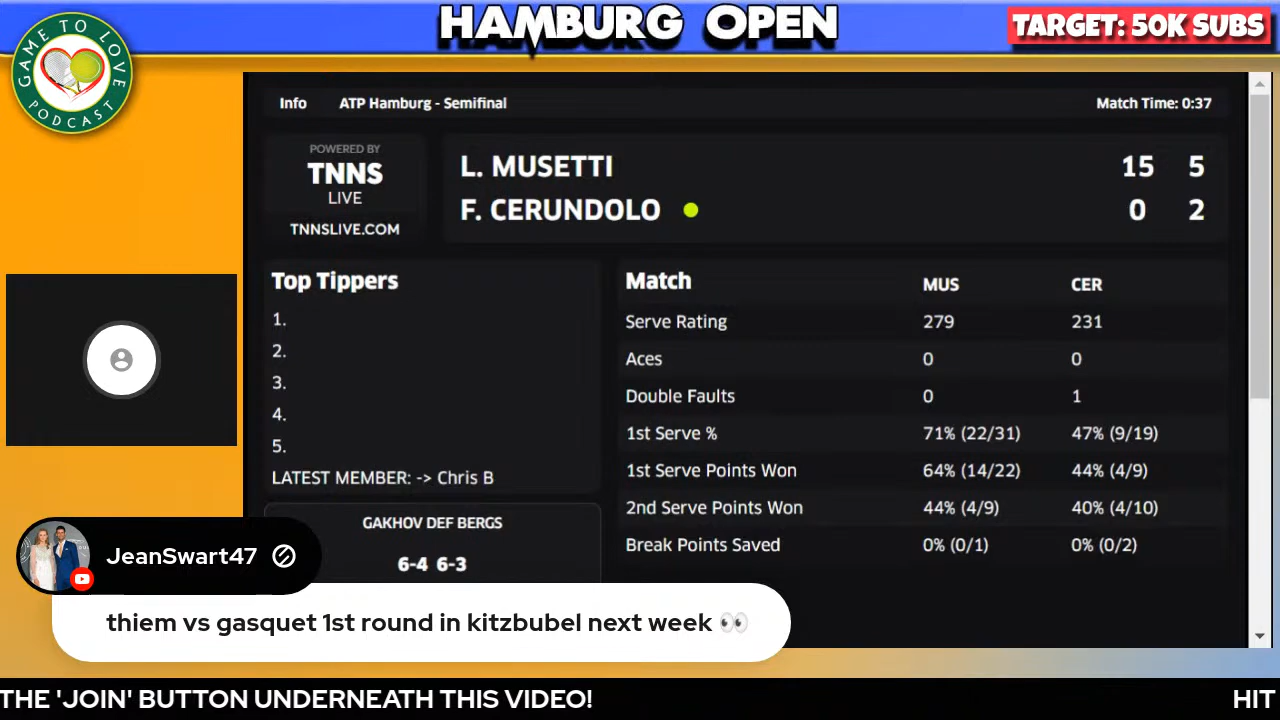 HAMBURG OPEN
TARGET: 50K SUBS
GAME TO LOVE
PODCAST
Info ATP Hamburg - Semifinal Match Time: 0:37
POWERED BY
TNNS
LIVE
TNNSLIVE.COM
L. MUSETTI 15 5
F. CERUNDOLO 0 2
Top Tippers
1.
2.
3.
4.
5.
LATEST MEMBER: -> Chris B
GAKHOV DEF BERGS
6-4 6-3
Match MUS CER
Serve Rating 279 231
Aces 0 0
Double Faults 0 1
1st Serve % 71% (22/31) 47% (9/19)
1st Serve Points Won 64% (14/22) 44% (4/9)
2nd Serve Points Won 44% (4/9) 40% (4/10)
Break Points Saved 0% (0/1) 0% (0/2)
JeanSwart47
thiem vs gasquet 1st round in kitzbubel next week 👀
THE 'JOIN' BUTTON UNDERNEATH THIS VIDEO! HIT